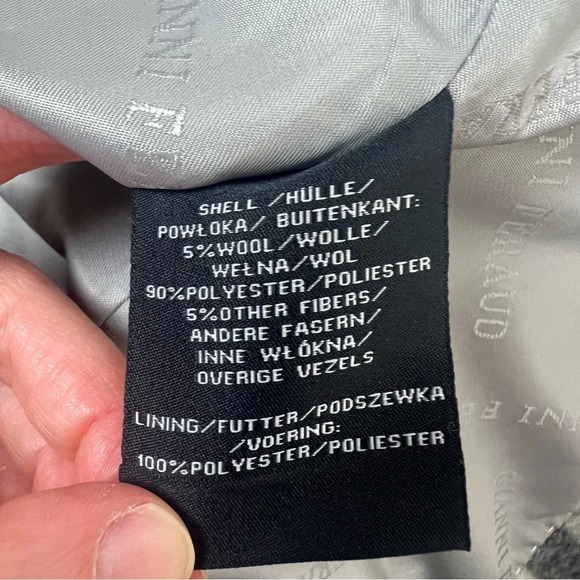 SHELL /HÜLLE/
POWŁOKA/ BUITENKANT:
5%WOOL/WOLLE/
WEŁNA/WOL
90%POLYESTER/POLIESTER
5%OTHER FIBERS/
ANDERE FASERN/
INNE WŁÓKNA/
OVERIGE VEZELS
LINING/FUTTER/PODSZEWKA
/VOERING:
100%POLYESTER/POLIESTER
FERAUD